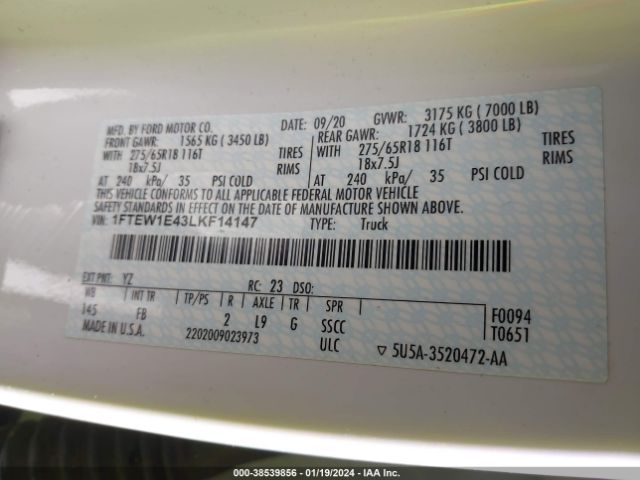 MFD. BY FORD MOTOR CO. DATE: 09/20 GVWR: 3175 KG ( 7000 LB)
FRONT GAWR: 1565 KG ( 3450 LB) REAR GAWR: 1724 KG ( 3800 LB)
WITH 275/65R18 116T TIRES WITH 275/65R18 116T TIRES
18x7.5J RIMS 18x7.5J RIMS
AT 240 kPa/ 35 PSI COLD AT 240 kPa/ 35 PSI COLD
THIS VEHICLE CONFORMS TO ALL APPLICABLE FEDERAL MOTOR VEHICLE
SAFETY STANDARDS IN EFFECT ON THE DATE OF MANUFACTURE SHOWN ABOVE.
VIN: 1FTEW1E43LKF14147 TYPE: Truck
EXT PNT: YZ RC: 23 DSO:
WB INT TR TP/PS R AXLE TR SPR F0094
145 FB 2 L9 G SSCC T0651
MADE IN U.S.A. 2202009023973 ULC ▽ 5U5A-3520472-AA
000-38539856 - 01/19/2024 - IAA Inc.